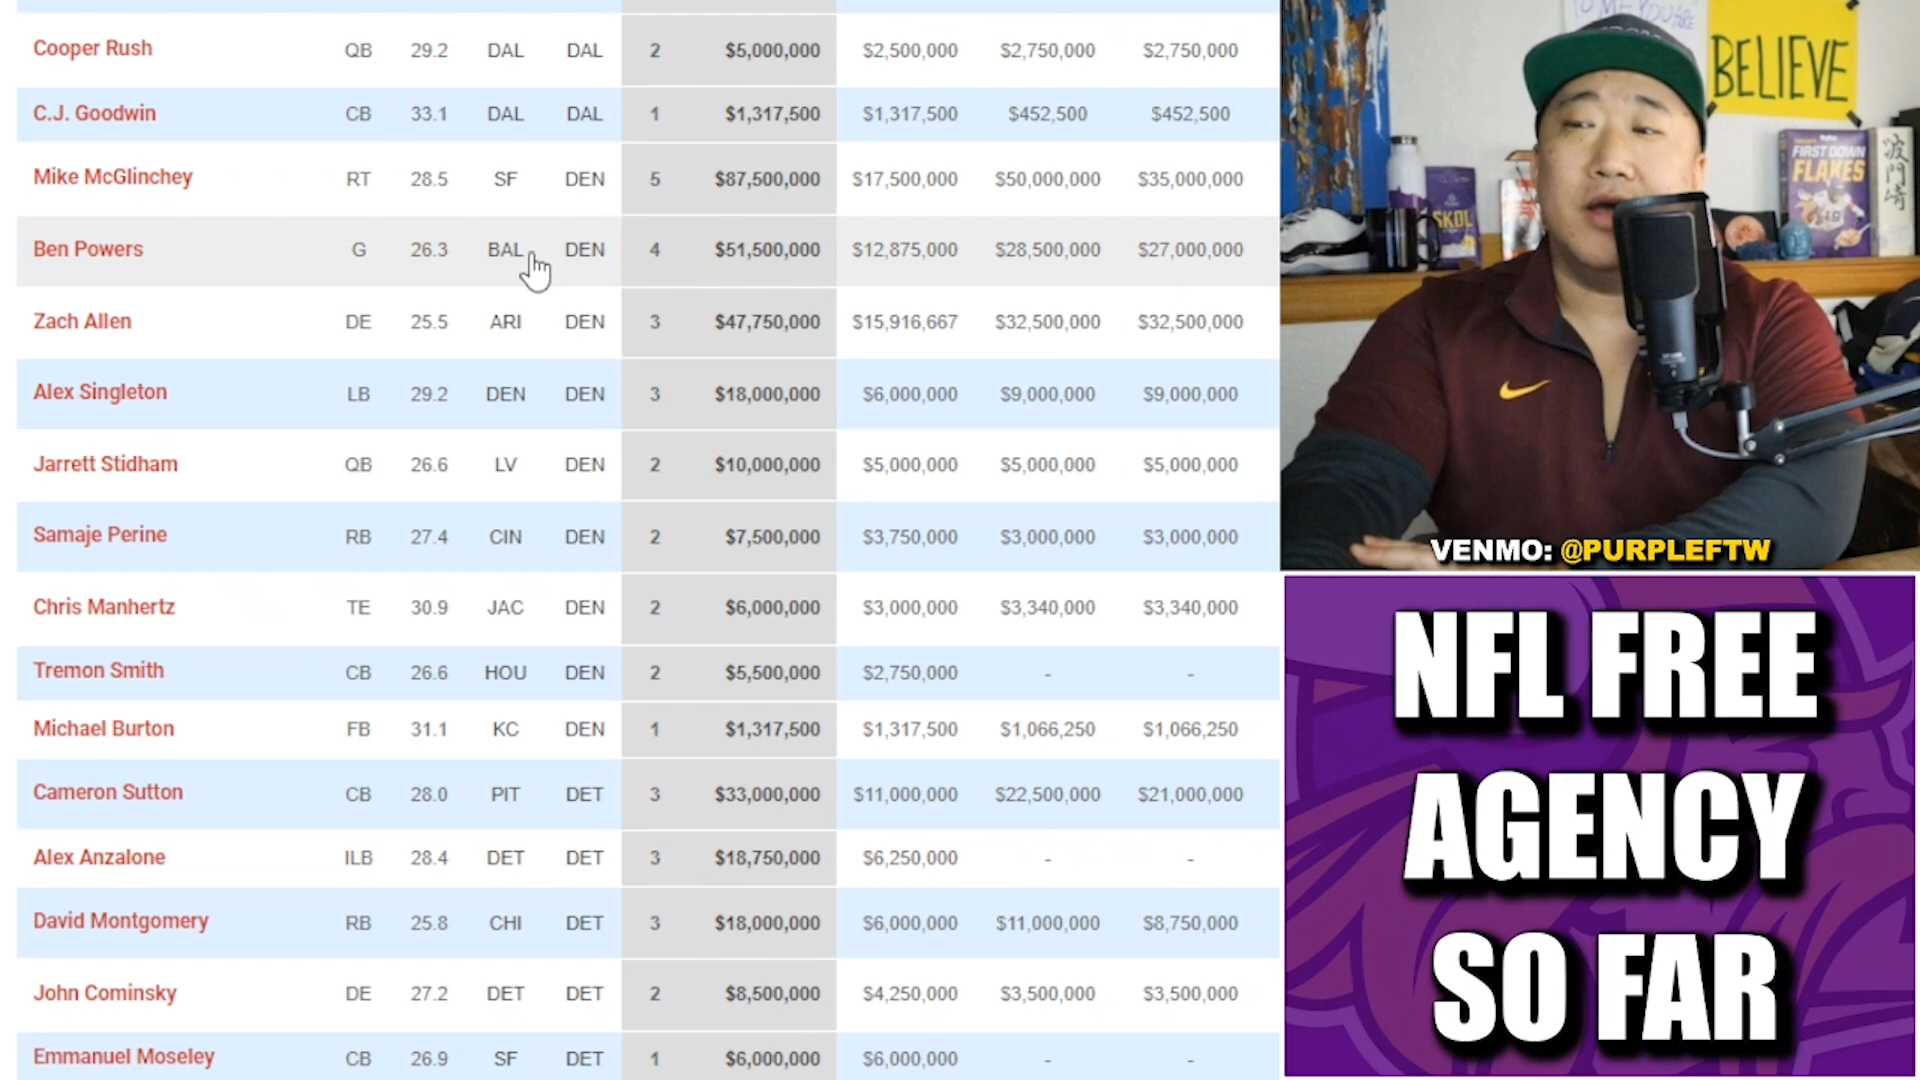 Cooper Rush QB 29.2 DAL DAL 2 $5,000,000 $2,500,000 $2,750,000 $2,750,000
C.J. Goodwin CB 33.1 DAL DAL 1 $1,317,500 $1,317,500 $452,500 $452,500
Mike McGlinchey RT 28.5 SF DEN 5 $87,500,000 $17,500,000 $50,000,000 $35,000,000
Ben Powers G 26.3 BAL DEN 4 $51,500,000 $12,875,000 $28,500,000 $27,000,000
Zach Allen DE 25.5 ARI DEN 3 $47,750,000 $15,916,667 $32,500,000 $32,500,000
Alex Singleton LB 29.2 DEN DEN 3 $18,000,000 $6,000,000 $9,000,000 $9,000,000
Jarrett Stidham QB 26.6 LV DEN 2 $10,000,000 $5,000,000 $5,000,000 $5,000,000
Samaje Perine RB 27.4 CIN DEN 2 $7,500,000 $3,750,000 $3,000,000 $3,000,000
Chris Manhertz TE 30.9 JAC DEN 2 $6,000,000 $3,000,000 $3,340,000 $3,340,000
Tremon Smith CB 26.6 HOU DEN 2 $5,500,000 $2,750,000 - -
Michael Burton FB 31.1 KC DEN 1 $1,317,500 $1,317,500 $1,066,250 $1,066,250
Cameron Sutton CB 28.0 PIT DET 3 $33,000,000 $11,000,000 $22,500,000 $21,000,000
Alex Anzalone ILB 28.4 DET DET 3 $18,750,000 $6,250,000 - -
David Montgomery RB 25.8 CHI DET 3 $18,000,000 $6,000,000 $11,000,000 $8,750,000
John Cominsky DE 27.2 DET DET 2 $8,500,000 $4,250,000 $3,500,000 $3,500,000
Emmanuel Moseley CB 26.9 SF DET 1 $6,000,000 $6,000,000 - -
TO ME YOU ARE
BELIEVE
FIRST DOWN
FLAKES
SKOL
VENMO: @PURPLEFTW
NFL FREE
AGENCY
SO FAR